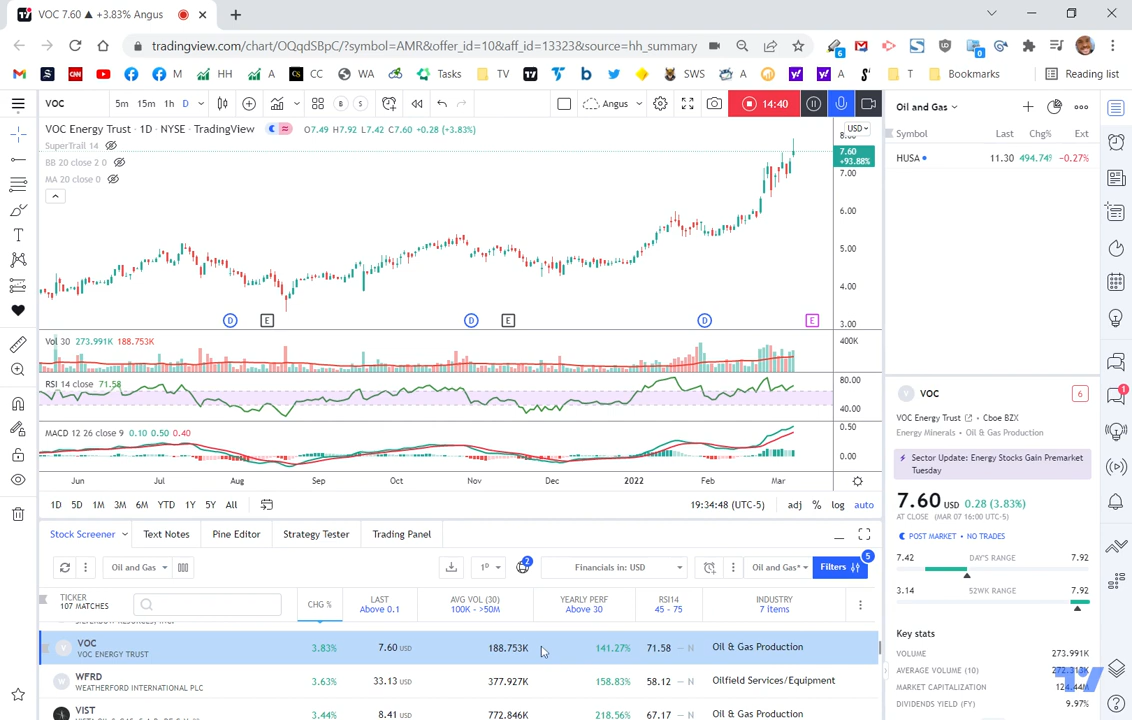 VOC 7.60 ▲ +3.83% Angus
tradingview.com/chart/OQqdSBpC/?symbol=AMR&offer_id=10&aff_id=13323&source=hh_summary
6
0
M
HH
A
CC
WA
Tasks
TV
SWS
A
A
T
Bookmarks
Reading list
VOC
5m
15m
1h
D
B
S
Angus
14:40
Oil and Gas
VOC Energy Trust · 1D · NYSE · TradingView
O7.49 H7.92 L7.42 C7.60 +0.28 (+3.83%)
USD
SuperTrail 14
BB 20 close 2 0
MA 20 close 0
8.00
7.60
+93.88%
7.00
6.00
5.00
4.00
3.00
D
E
D
E
D
E
Vol 30 273.991K 188.753K
400K
RSI 14 close 71.58
80.00
40.00
MACD 12 26 close 9 0.10 0.50 0.40
0.50
0.00
Jun
Jul
Aug
Sep
Oct
Nov
Dec
2022
Feb
Mar
1D
5D
1M
3M
6M
YTD
1Y
5Y
All
19:34:48 (UTC-5)
adj
%
log
auto
Symbol
Last
Chg%
Ext
HUSA
11.30
494.74%
-0.27%
1
VOC
6
VOC Energy Trust
Cboe BZX
Energy Minerals • Oil & Gas Production
Sector Update: Energy Stocks Gain Premarket
Tuesday
7.60 USD 0.28 (3.83%)
AT CLOSE (MAR 07 16:00 UTC-5)
POST MARKET • NO TRADES
7.42
DAY'S RANGE
7.92
3.14
52WK RANGE
7.92
Key stats
VOLUME
273.991K
AVERAGE VOLUME (10)
272.313K
MARKET CAPITALIZATION
124.44M
DIVIDENDS YIELD (FY)
9.97%
Stock Screener
Text Notes
Pine Editor
Strategy Tester
Trading Panel
Oil and Gas
2
1D
Financials in: USD
Oil and Gas*
Filters
5
TICKER
107 MATCHES
CHG %
LAST
Above 0.1
AVG VOL (30)
100K - >50M
YEARLY PERF
Above 30
RSI14
45 - 75
INDUSTRY
7 items
V
VOC
VOC ENERGY TRUST
3.83%
7.60 USD
188.753K
141.27%
71.58 — N
Oil & Gas Production
W
WFRD
WEATHERFORD INTERNATIONAL PLC
3.63%
33.13 USD
377.927K
158.83%
58.12 — N
Oilfield Services/Equipment
VIST
3.44%
8.41 USD
772.846K
218.56%
67.17 — N
Oil & Gas Production